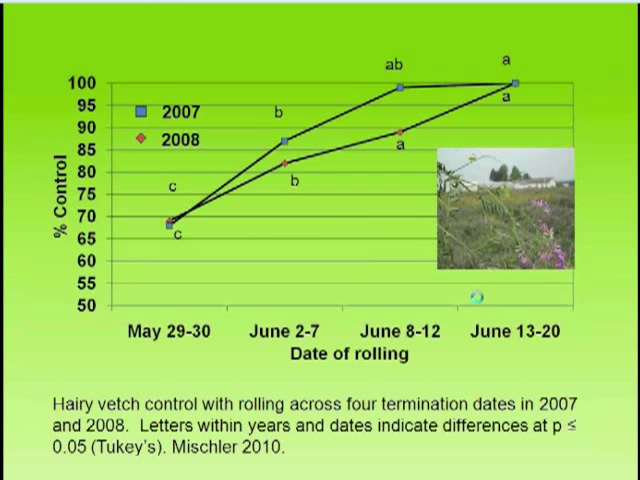 ab
a
100
95
90
85
80
75
70
65
60
55
50
% Control
2007
2008
b
a
a
b
c
c
May 29-30
June 2-7
June 8-12
June 13-20
Date of rolling
Hairy vetch control with rolling across four termination dates in 2007
and 2008.  Letters within years and dates indicate differences at p ≤
0.05 (Tukey's). Mischler 2010.